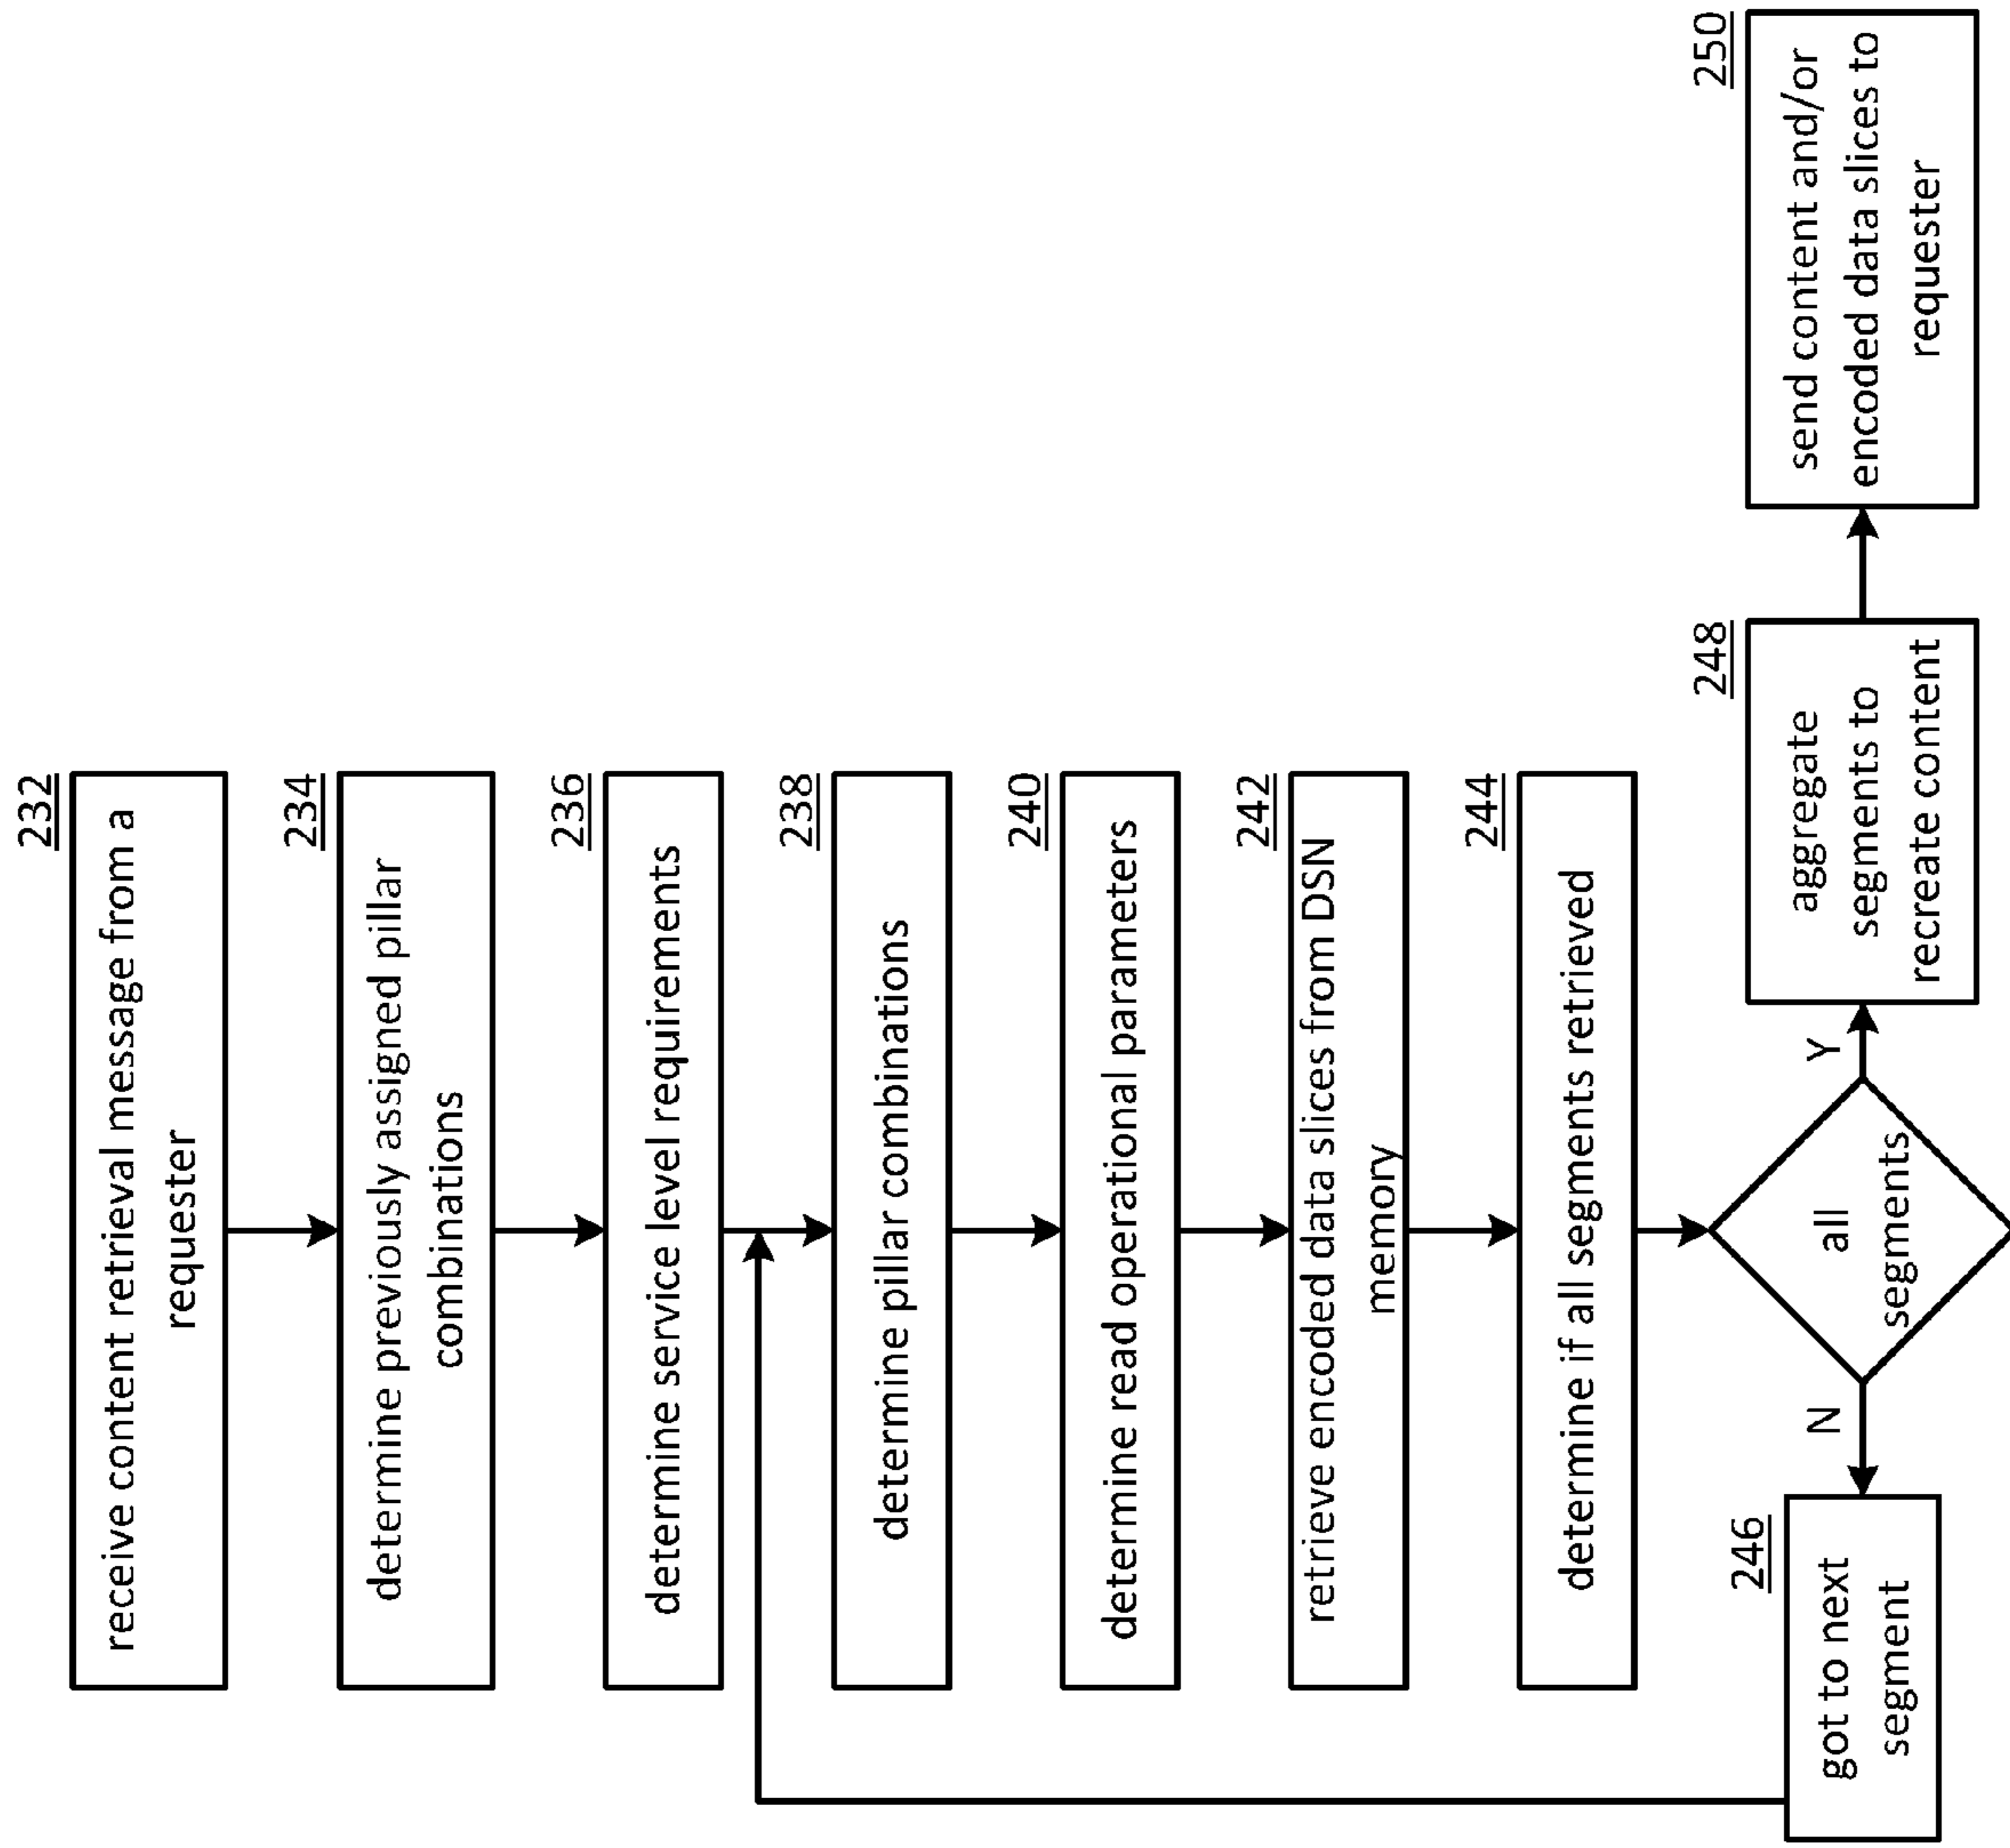 232
receive content retrieval message from a
requester
234
determine previously assigned pillar
combinations
236
determine service level requirements
238
determine pillar combinations
240
determine read operational parameters
242
retrieve encoded data slices from DSN
memory
244
determine if all segments retrieved
all
segments
N
Y
246
got to next
segment
248
aggregate
segments to
recreate content
250
send content and/or
encoded data slices to
requester